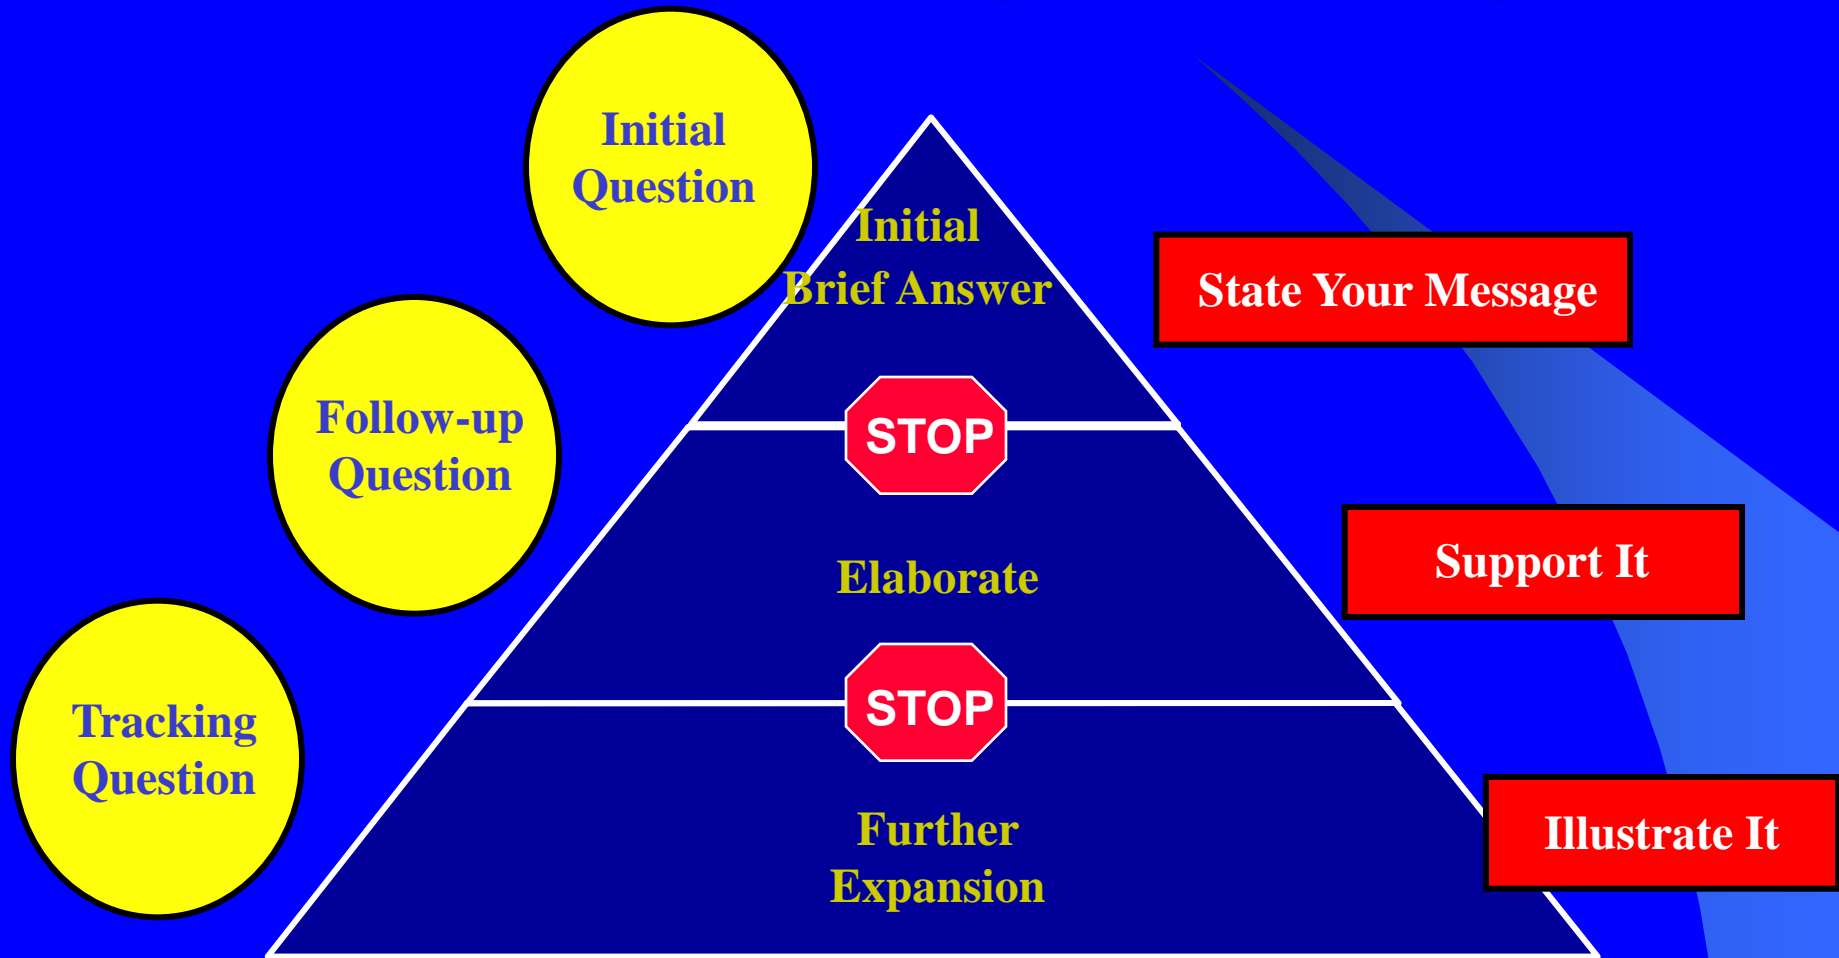 Initial
Question
Initial
Brief Answer
State Your Message
Follow-up
Question
STOP
Elaborate
Support It
Tracking
Question
STOP
Further
Expansion
Illustrate It